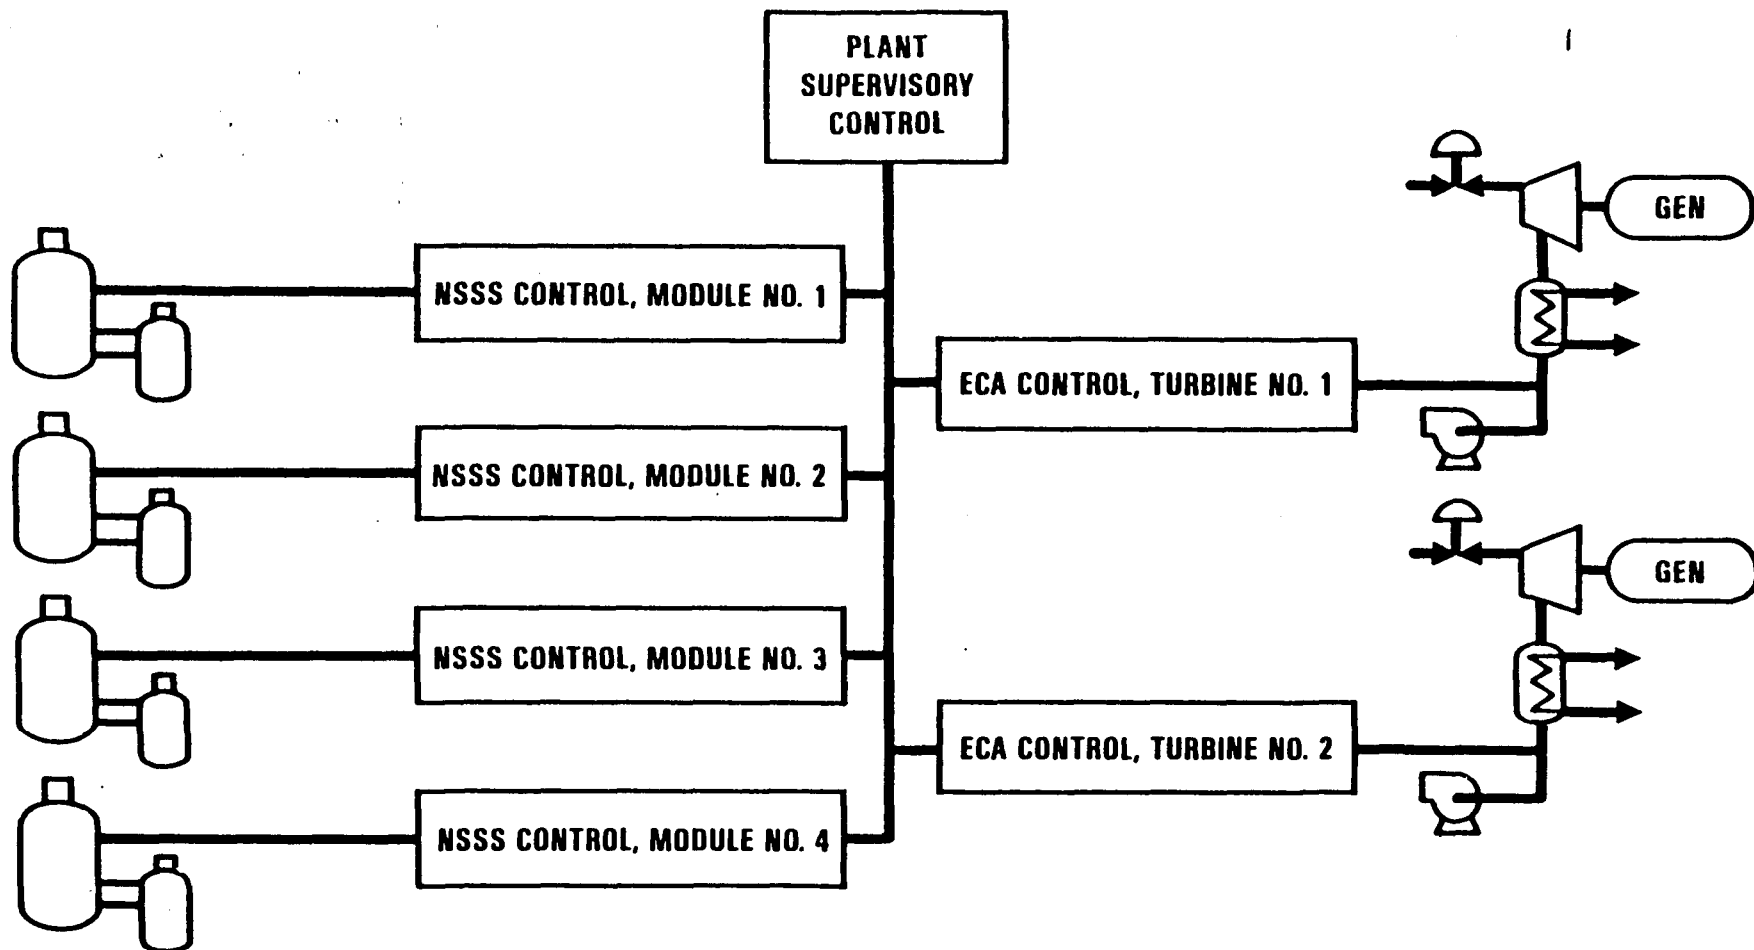 PLANT
SUPERVISORY
CONTROL
GEN
NSSS CONTROL, MODULE NO. 1
ECA CONTROL, TURBINE NO. 1
NSSS CONTROL, MODULE NO. 2
GEN
NSSS CONTROL, MODULE NO. 3
ECA CONTROL, TURBINE NO. 2
NSSS CONTROL, MODULE NO. 4